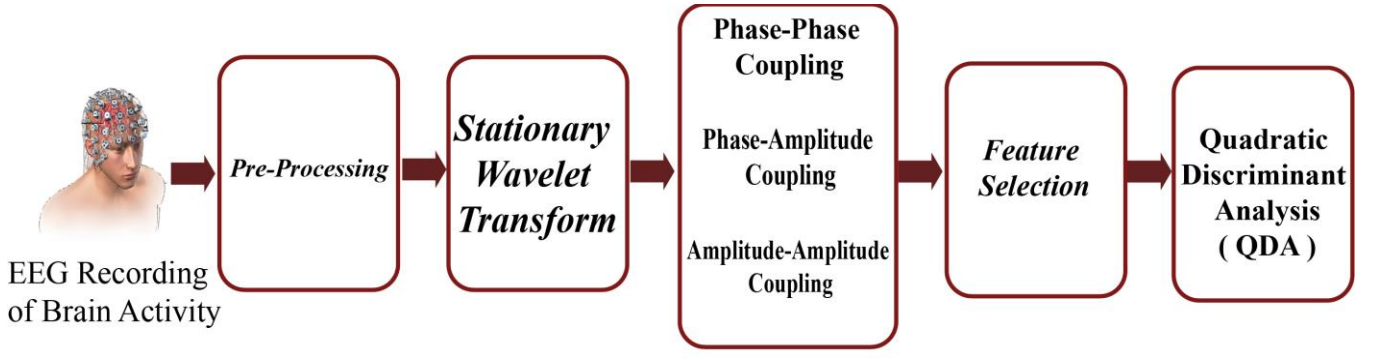 EEG Recording
of Brain Activity
Pre-Processing
Stationary
Wavelet
Transform
Phase-Phase
Coupling
Phase-Amplitude
Coupling
Amplitude-Amplitude
Coupling
Feature
Selection
Quadratic
Discriminant
Analysis
( QDA )